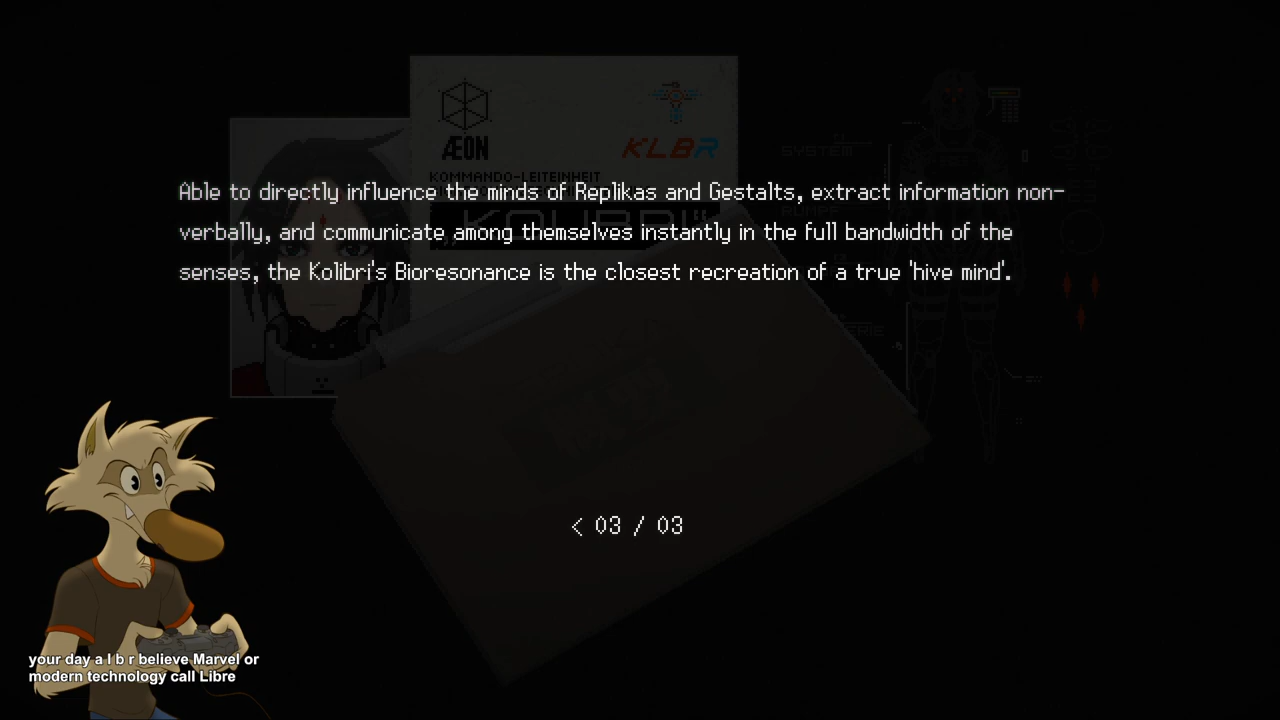 ÆON
KLBR
KOMMANDO-LEITEINHEIT
SYSTEM
Able to directly influence the minds of Replikas and Gestalts, extract information non-
verbally, and communicate among themselves instantly in the full bandwidth of the
senses, the Kolibri's Bioresonance is the closest recreation of a true 'hive mind'.
KOLIBRI
< 03 / 03
your day a l b r believe Marvel or
modern technology call Libre